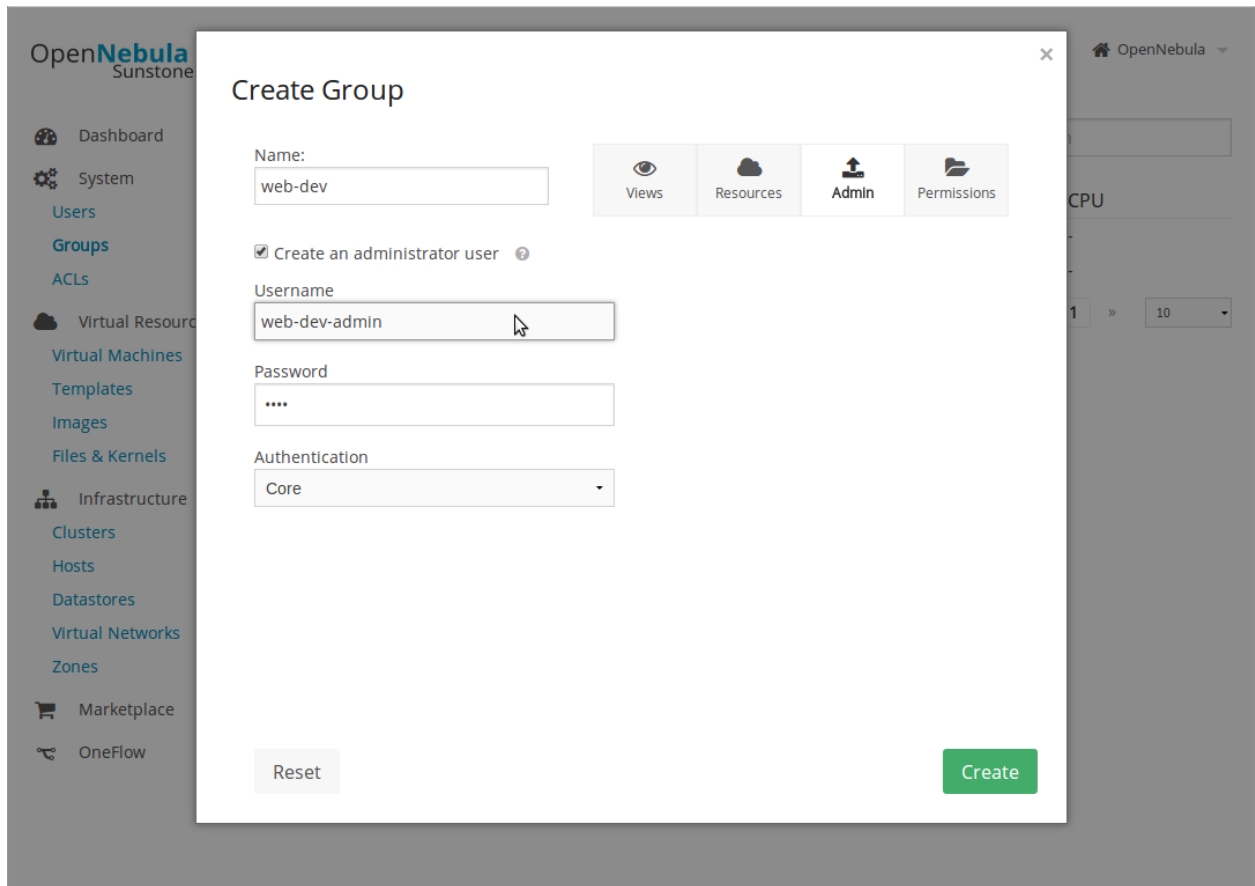 OpenNebula
Sunstone
OpenNebula
Dashboard
System
Users
Groups
ACLs
Virtual Resourc
Virtual Machines
Templates
Images
Files & Kernels
Infrastructure
Clusters
Hosts
Datastores
Virtual Networks
Zones
Marketplace
OneFlow
×
Create Group
Name:
web-dev
Views
Resources
Admin
Permissions
Create an administrator user ?
Username
web-dev-admin
Password
••••
Authentication
Core
Reset
Create
CPU
-
-
1 » 10